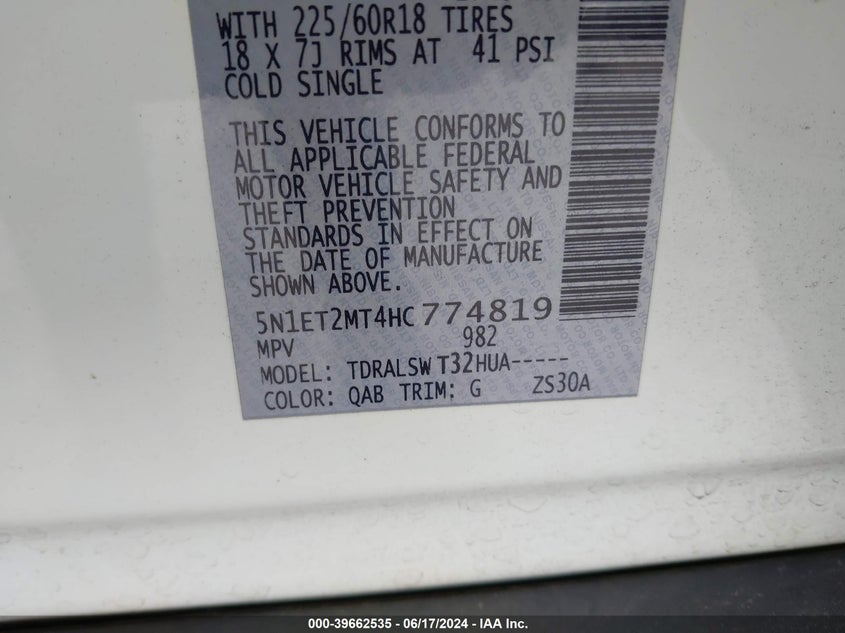 WITH 225/60R18 TIRES
18 X 7J RIMS AT 41 PSI
COLD SINGLE
THIS VEHICLE CONFORMS TO
ALL APPLICABLE FEDERAL
MOTOR VEHICLE SAFETY AND
THEFT PREVENTION
STANDARDS IN EFFECT ON
THE DATE OF MANUFACTURE
SHOWN ABOVE.
5N1ET2MT4HC774819
MPV 982
MODEL: TDRALSW T32HUA-----
COLOR: QAB TRIM: G ZS30A
000-39662535 - 06/17/2024 - IAA Inc.